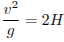 v²/g = 2H